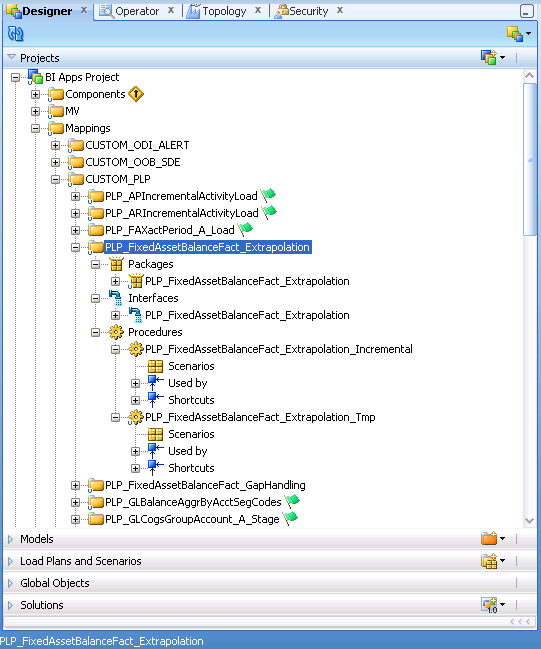 Designer x Operator x Topology x Security x
Projects
BI Apps Project
Components
MV
Mappings
CUSTOM_ODI_ALERT
CUSTOM_OOB_SDE
CUSTOM_PLP
PLP_APIncrementalActivityLoad
PLP_ARIncrementalActivityLoad
PLP_FAXactPeriod_A_Load
PLP_FixedAssetBalanceFact_Extrapolation
Packages
PLP_FixedAssetBalanceFact_Extrapolation
Interfaces
PLP_FixedAssetBalanceFact_Extrapolation
Procedures
PLP_FixedAssetBalanceFact_Extrapolation_Incremental
Scenarios
Used by
Shortcuts
PLP_FixedAssetBalanceFact_Extrapolation_Tmp
Scenarios
Used by
Shortcuts
PLP_FixedAssetBalanceFact_GapHandling
PLP_GLBalanceAggrByAcctSegCodes
PLP_GLCogsGroupAccount_A_Stage
Models
Load Plans and Scenarios
Global Objects
Solutions
1.0
PLP_FixedAssetBalanceFact_Extrapolation